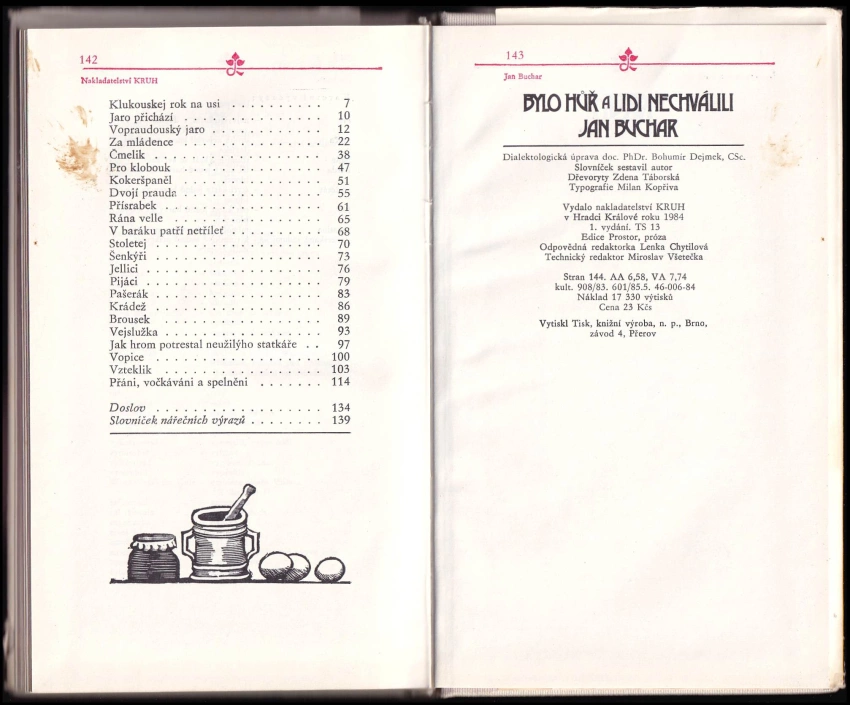 142
Nakladatelství KRUH
Klukouskej rok na usi . . . . . . . . . . . 7
Jaro přichází . . . . . . . . . . . . . . . 10
Vopraudouský jaro . . . . . . . . . . . . . 12
Za mládence . . . . . . . . . . . . . . . 22
Čmelik . . . . . . . . . . . . . . . . . 38
Pro klobouk . . . . . . . . . . . . . . . 47
Kokeršpaněl . . . . . . . . . . . . . . . 51
Dvojí prauda . . . . . . . . . . . . . . . 55
Přísrabek . . . . . . . . . . . . . . . . 61
Rána velle . . . . . . . . . . . . . . . . 65
V baráku patří netříleť . . . . . . . . . . . 68
Stoletej . . . . . . . . . . . . . . . . . 70
Šenkýři . . . . . . . . . . . . . . . . . 73
Jellici . . . . . . . . . . . . . . . . . . 76
Pijáci . . . . . . . . . . . . . . . . . . 79
Pašerák . . . . . . . . . . . . . . . . . 83
Krádež . . . . . . . . . . . . . . . . . 86
Brousek . . . . . . . . . . . . . . . . . 89
Vejslužka . . . . . . . . . . . . . . . . 93
Jak hrom potrestal neužilýho statkáře . . 97
Vopice . . . . . . . . . . . . . . . . . 100
Vzteklik . . . . . . . . . . . . . . . . . 103
Přáni, vočkáváni a spelněni . . . . . . . 114
Doslov . . . . . . . . . . . . . . . . . 134
Slovníček nářečních výrazů . . . . . . . . 139
143
Jan Buchar
BYLO HŮŘ A LIDI NECHVÁLILI
JAN BUCHAR
Dialektologická úprava doc. PhDr. Bohumír Dejmek, CSc.
Slovníček sestavil autor
Dřevoryty Zdena Táborská
Typografie Milan Kopřiva
Vydalo nakladatelství KRUH
v Hradci Králové roku 1984
1. vydání. TS 13
Edice Prostor, próza
Odpovědná redaktorka Lenka Chytilová
Technický redaktor Miroslav Všetečka
Stran 144. AA 6,58, VA 7,74
kult. 908/83. 601/85.5. 46-006-84
Náklad 17 330 výtisků
Cena 23 Kčs
Vytiskl Tisk, knižní výroba, n. p., Brno,
závod 4, Přerov